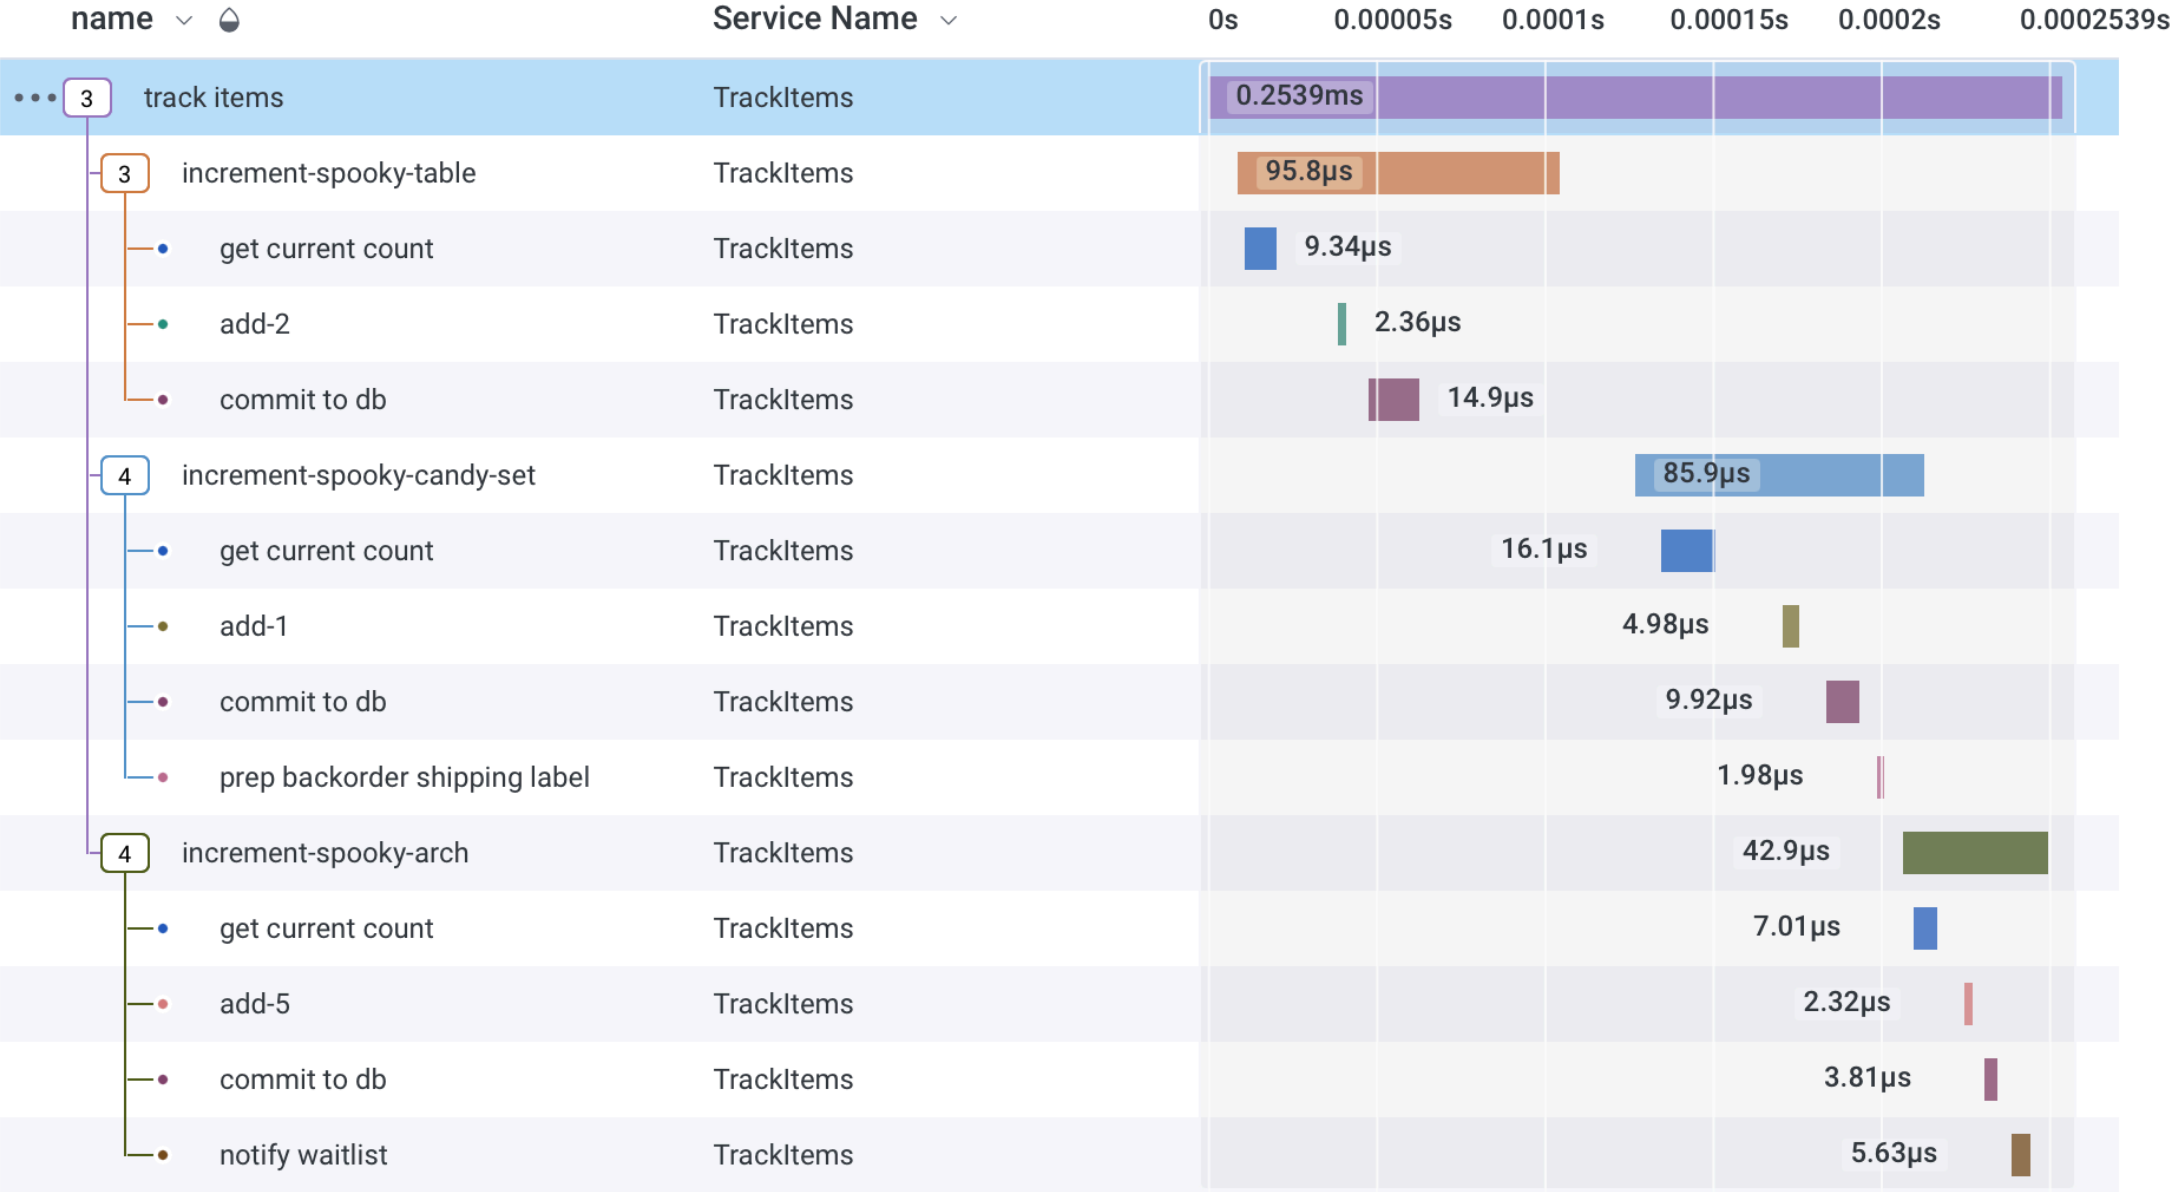 name Service Name 0s 0.00005s 0.0001s 0.00015s 0.0002s 0.0002539s
3 track items TrackItems 0.2539ms
3 increment-spooky-table TrackItems 95.8µs
get current count TrackItems 9.34µs
add-2 TrackItems 2.36µs
commit to db TrackItems 14.9µs
4 increment-spooky-candy-set TrackItems 85.9µs
get current count TrackItems 16.1µs
add-1 TrackItems 4.98µs
commit to db TrackItems 9.92µs
prep backorder shipping label TrackItems 1.98µs
4 increment-spooky-arch TrackItems 42.9µs
get current count TrackItems 7.01µs
add-5 TrackItems 2.32µs
commit to db TrackItems 3.81µs
notify waitlist TrackItems 5.63µs